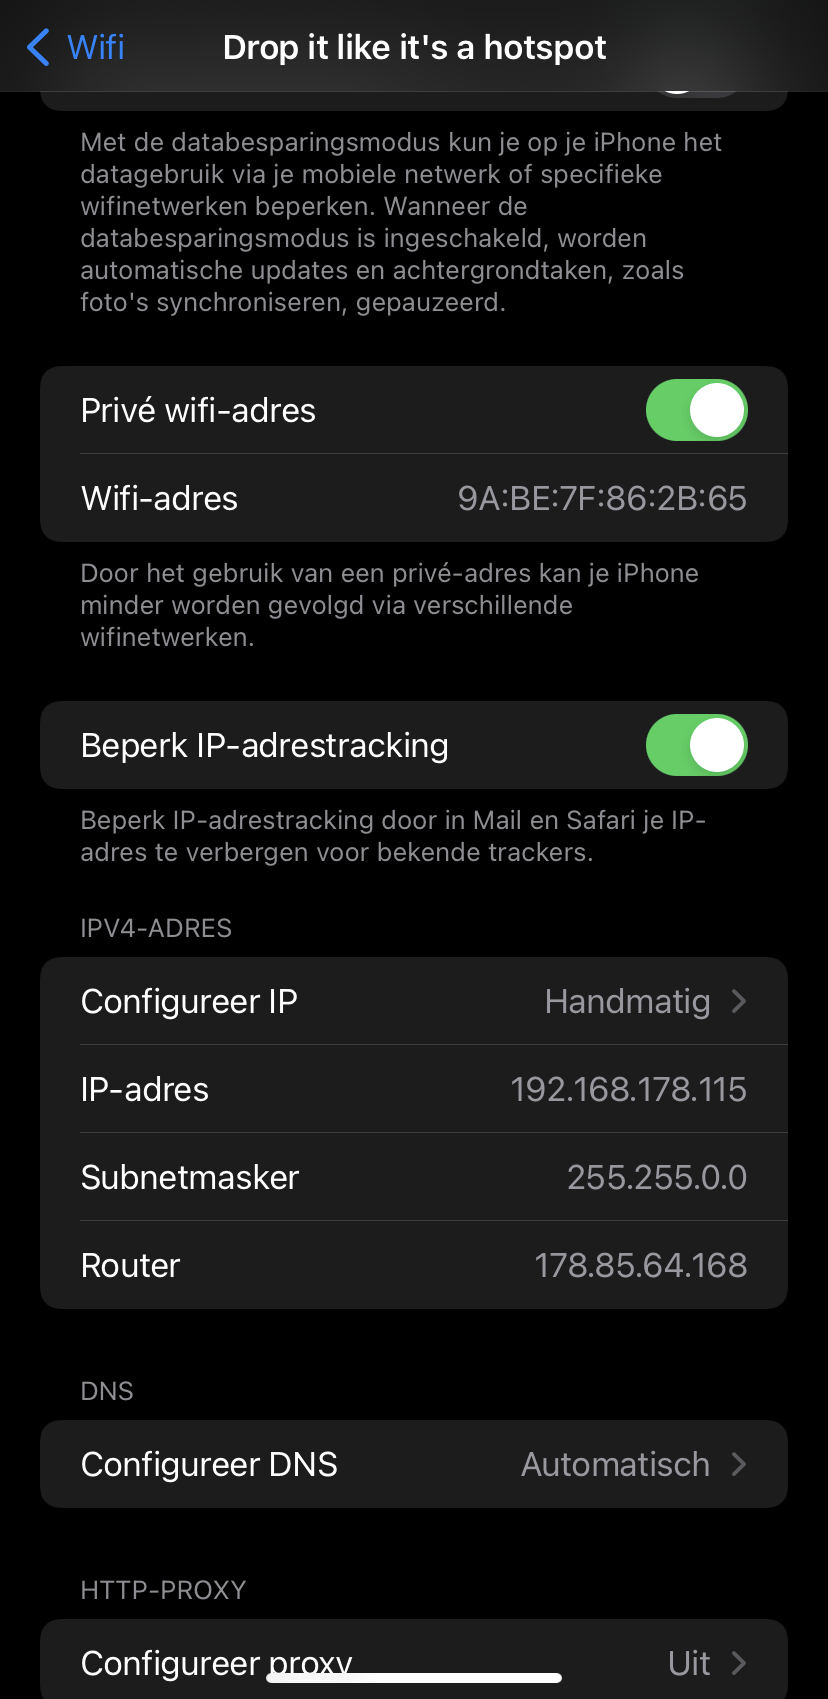 Wifi
Drop it like it's a hotspot
Met de databesparingsmodus kun je op je iPhone het
datagebruik via je mobiele netwerk of specifieke
wifinetwerken beperken. Wanneer de
databesparingsmodus is ingeschakeld, worden
automatische updates en achtergrondtaken, zoals
foto's synchroniseren, gepauzeerd.
Privé wifi-adres
Wifi-adres 9A:BE:7F:86:2B:65
Door het gebruik van een privé-adres kan je iPhone
minder worden gevolgd via verschillende
wifinetwerken.
Beperk IP-adrestracking
Beperk IP-adrestracking door in Mail en Safari je IP-
adres te verbergen voor bekende trackers.
IPV4-ADRES
Configureer IP Handmatig
IP-adres 192.168.178.115
Subnetmasker 255.255.0.0
Router 178.85.64.168
DNS
Configureer DNS Automatisch
HTTP-PROXY
Configureer proxy Uit